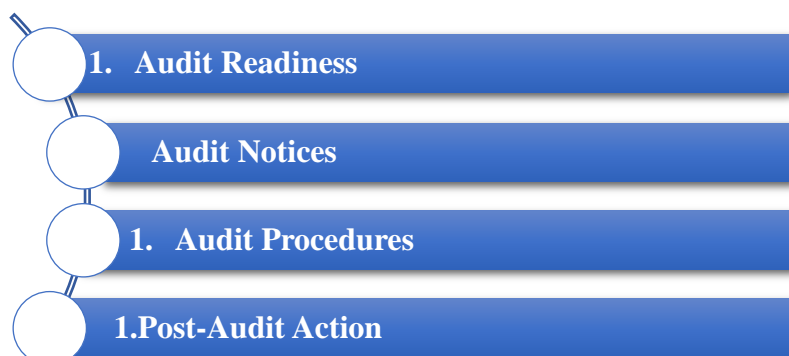 1. Audit Readiness
Audit Notices
1. Audit Procedures
1.Post-Audit Action